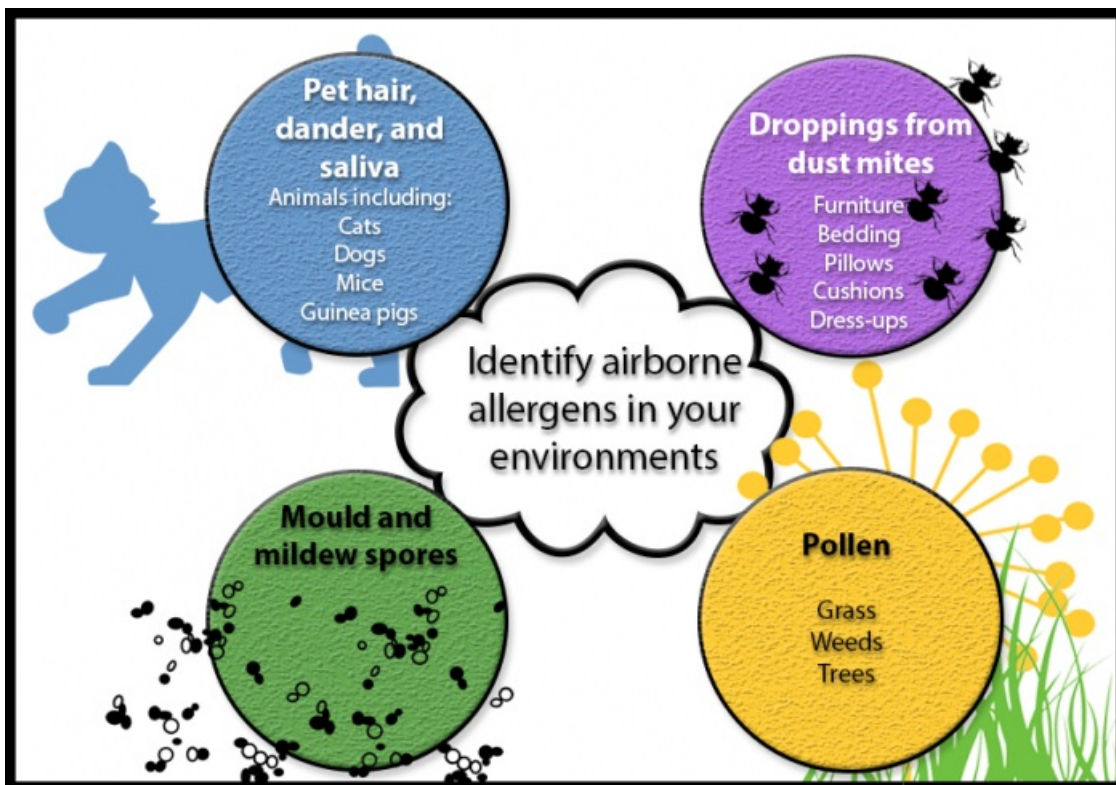 Pet hair,
dander, and
saliva
Animals including:
Cats
Dogs
Mice
Guinea pigs
Droppings from
dust mites
Furniture
Bedding
Pillows
Cushions
Dress-ups
Identify airborne
allergens in your
environments
Mould and
mildew spores
Pollen
Grass
Weeds
Trees